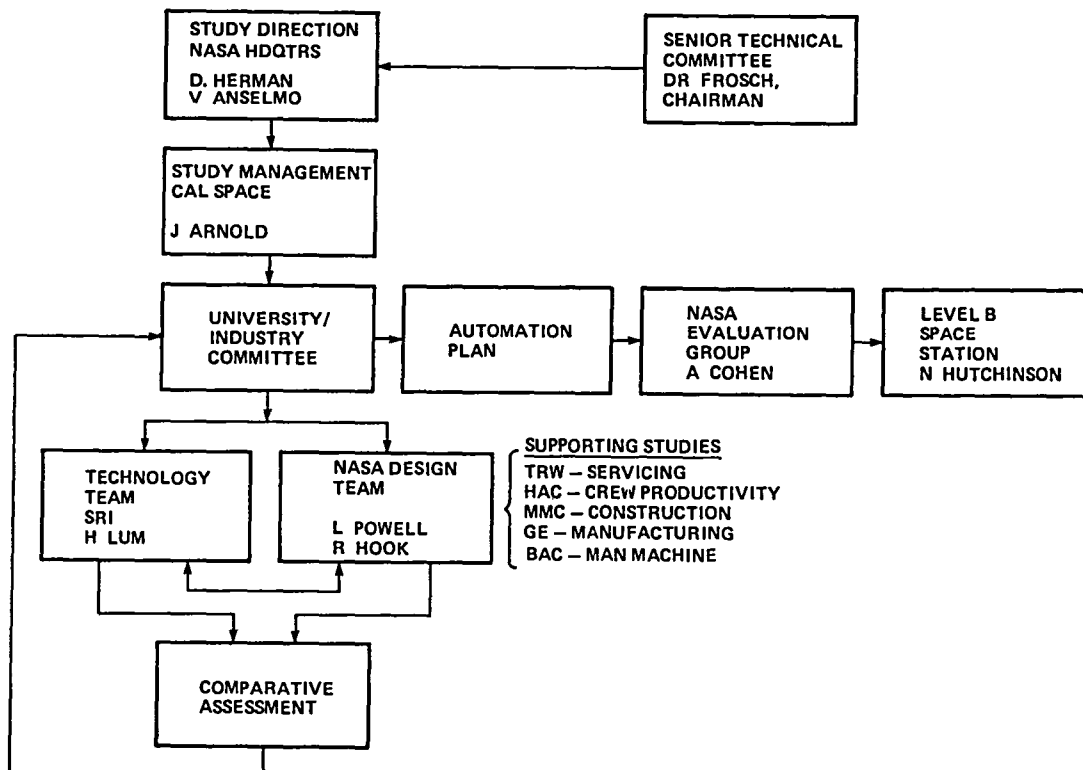 STUDY DIRECTION
NASA HDQTRS
D. HERMAN
V ANSELMO
SENIOR TECHNICAL
COMMITTEE
DR FROSCH,
CHAIRMAN
STUDY MANAGEMENT
CAL SPACE
J ARNOLD
UNIVERSITY/
INDUSTRY
COMMITTEE
AUTOMATION
PLAN
NASA
EVALUATION
GROUP
A COHEN
LEVEL B
SPACE
STATION
N HUTCHINSON
TECHNOLOGY
TEAM
SRI
H LUM
NASA DESIGN
TEAM
L POWELL
R HOOK
SUPPORTING STUDIES
TRW – SERVICING
HAC – CREW PRODUCTIVITY
MMC – CONSTRUCTION
GE – MANUFACTURING
BAC – MAN MACHINE
COMPARATIVE
ASSESSMENT